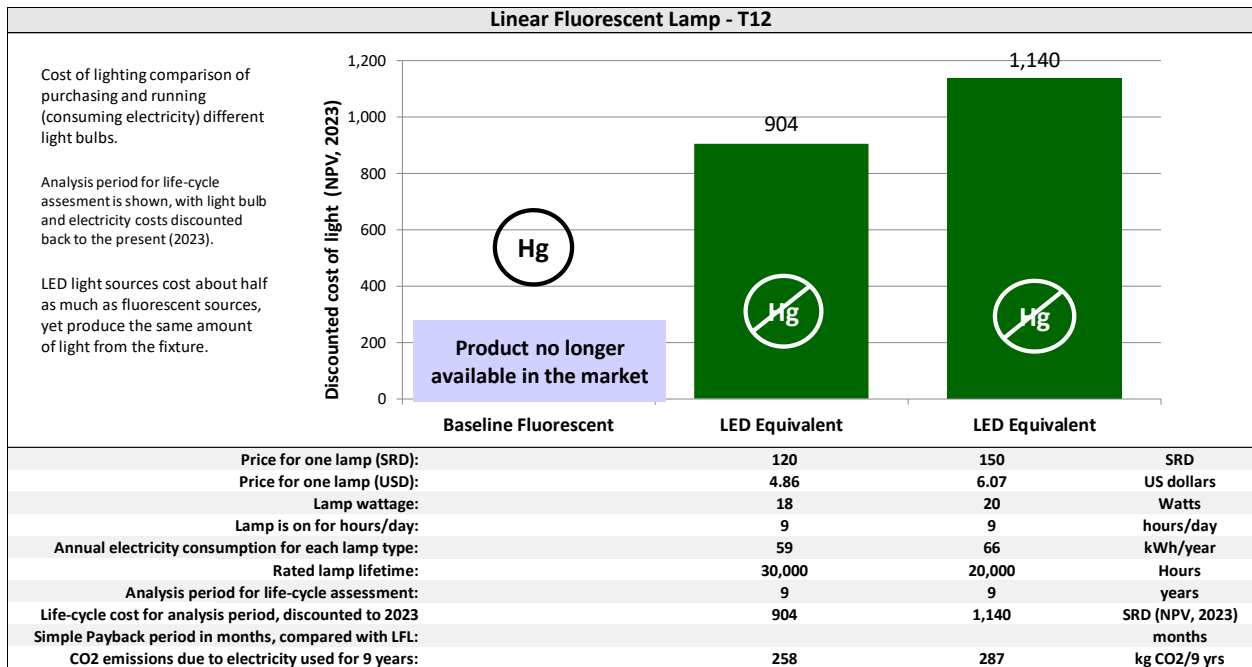 Linear Fluorescent Lamp - T12
Cost of lighting comparison of
purchasing and running
(consuming electricity) different
light bulbs.
Analysis period for life-cycle
assesment is shown, with light bulb
and electricity costs discounted
back to the present (2023).
LED light sources cost about half
as much as fluorescent sources,
yet produce the same amount
of light from the fixture.
Discounted cost of light (NPV, 2023)
1,200
1,000
800
600
400
200
0
Hg
Product no longer
available in the market
904
Hg
1,140
Hg
Baseline Fluorescent LED Equivalent LED Equivalent
Price for one lamp (SRD): 120 150 SRD
Price for one lamp (USD): 4.86 6.07 US dollars
Lamp wattage: 18 20 Watts
Lamp is on for hours/day: 9 9 hours/day
Annual electricity consumption for each lamp type: 59 66 kWh/year
Rated lamp lifetime: 30,000 20,000 Hours
Analysis period for life-cycle assessment: 9 9 years
Life-cycle cost for analysis period, discounted to 2023 904 1,140 SRD (NPV, 2023)
Simple Payback period in months, compared with LFL: months
CO2 emissions due to electricity used for 9 years: 258 287 kg CO2/9 yrs